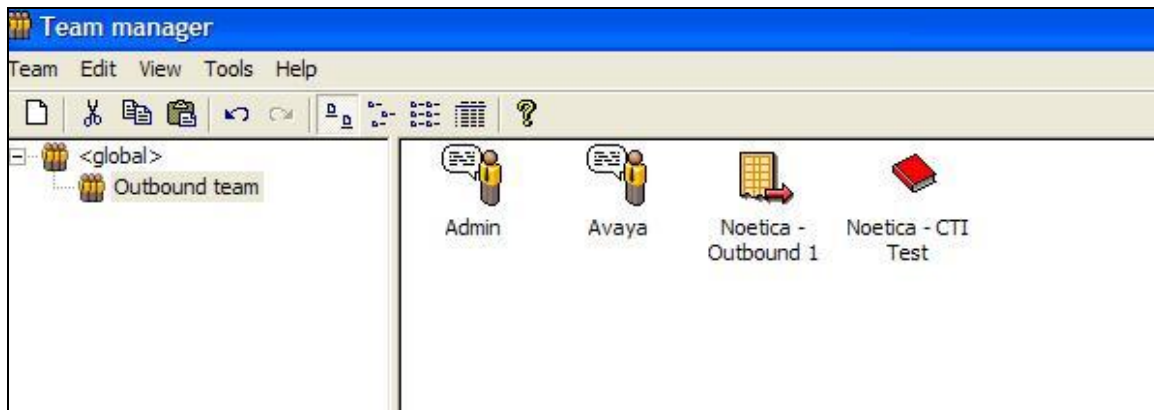 Team manager
Team Edit View Tools Help
<global>
Outbound team
Admin
Avaya
Noetica -
Outbound 1
Noetica - CTI
Test